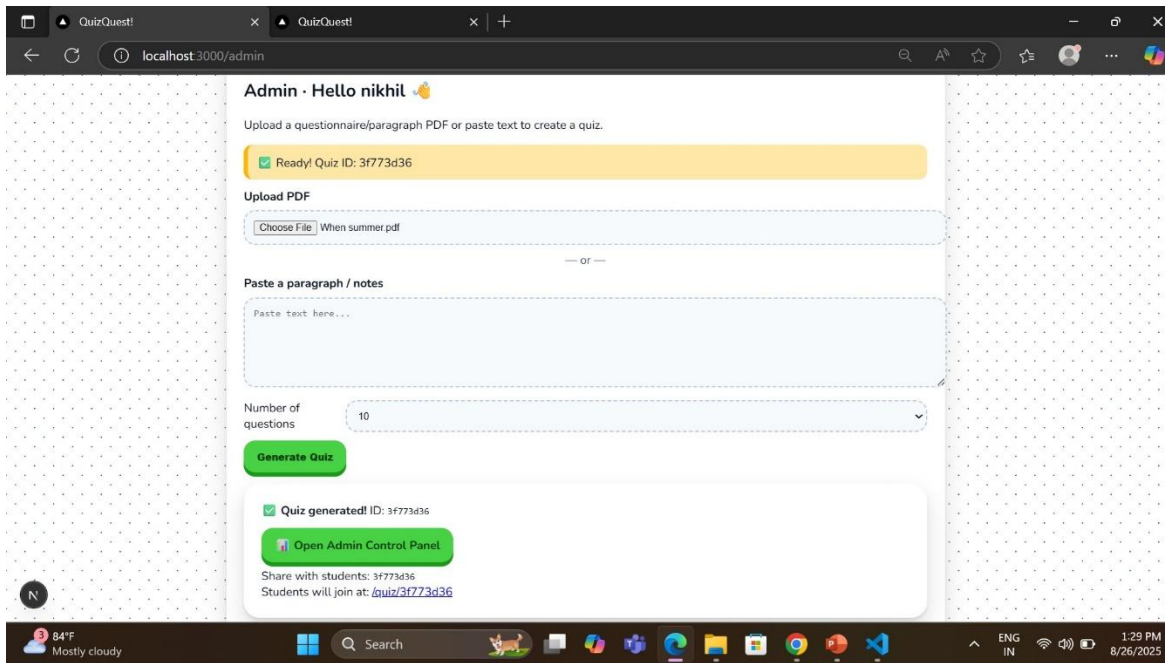 QuizQuest!
QuizQuest!
localhost:3000/admin
Admin · Hello nikhil 👋
Upload a questionnaire/paragraph PDF or paste text to create a quiz.
✅ Ready! Quiz ID: 3f773d36
Upload PDF
Choose File When summer.pdf
— or —
Paste a paragraph / notes
Paste text here...
Number of
questions
10
Generate Quiz
✅ Quiz generated! ID: 3f773d36
📊 Open Admin Control Panel
Share with students: 3f773d36
Students will join at: /quiz/3f773d36
N
3
84°F
Mostly cloudy
Search
ENG
IN
1:29 PM
8/26/2025